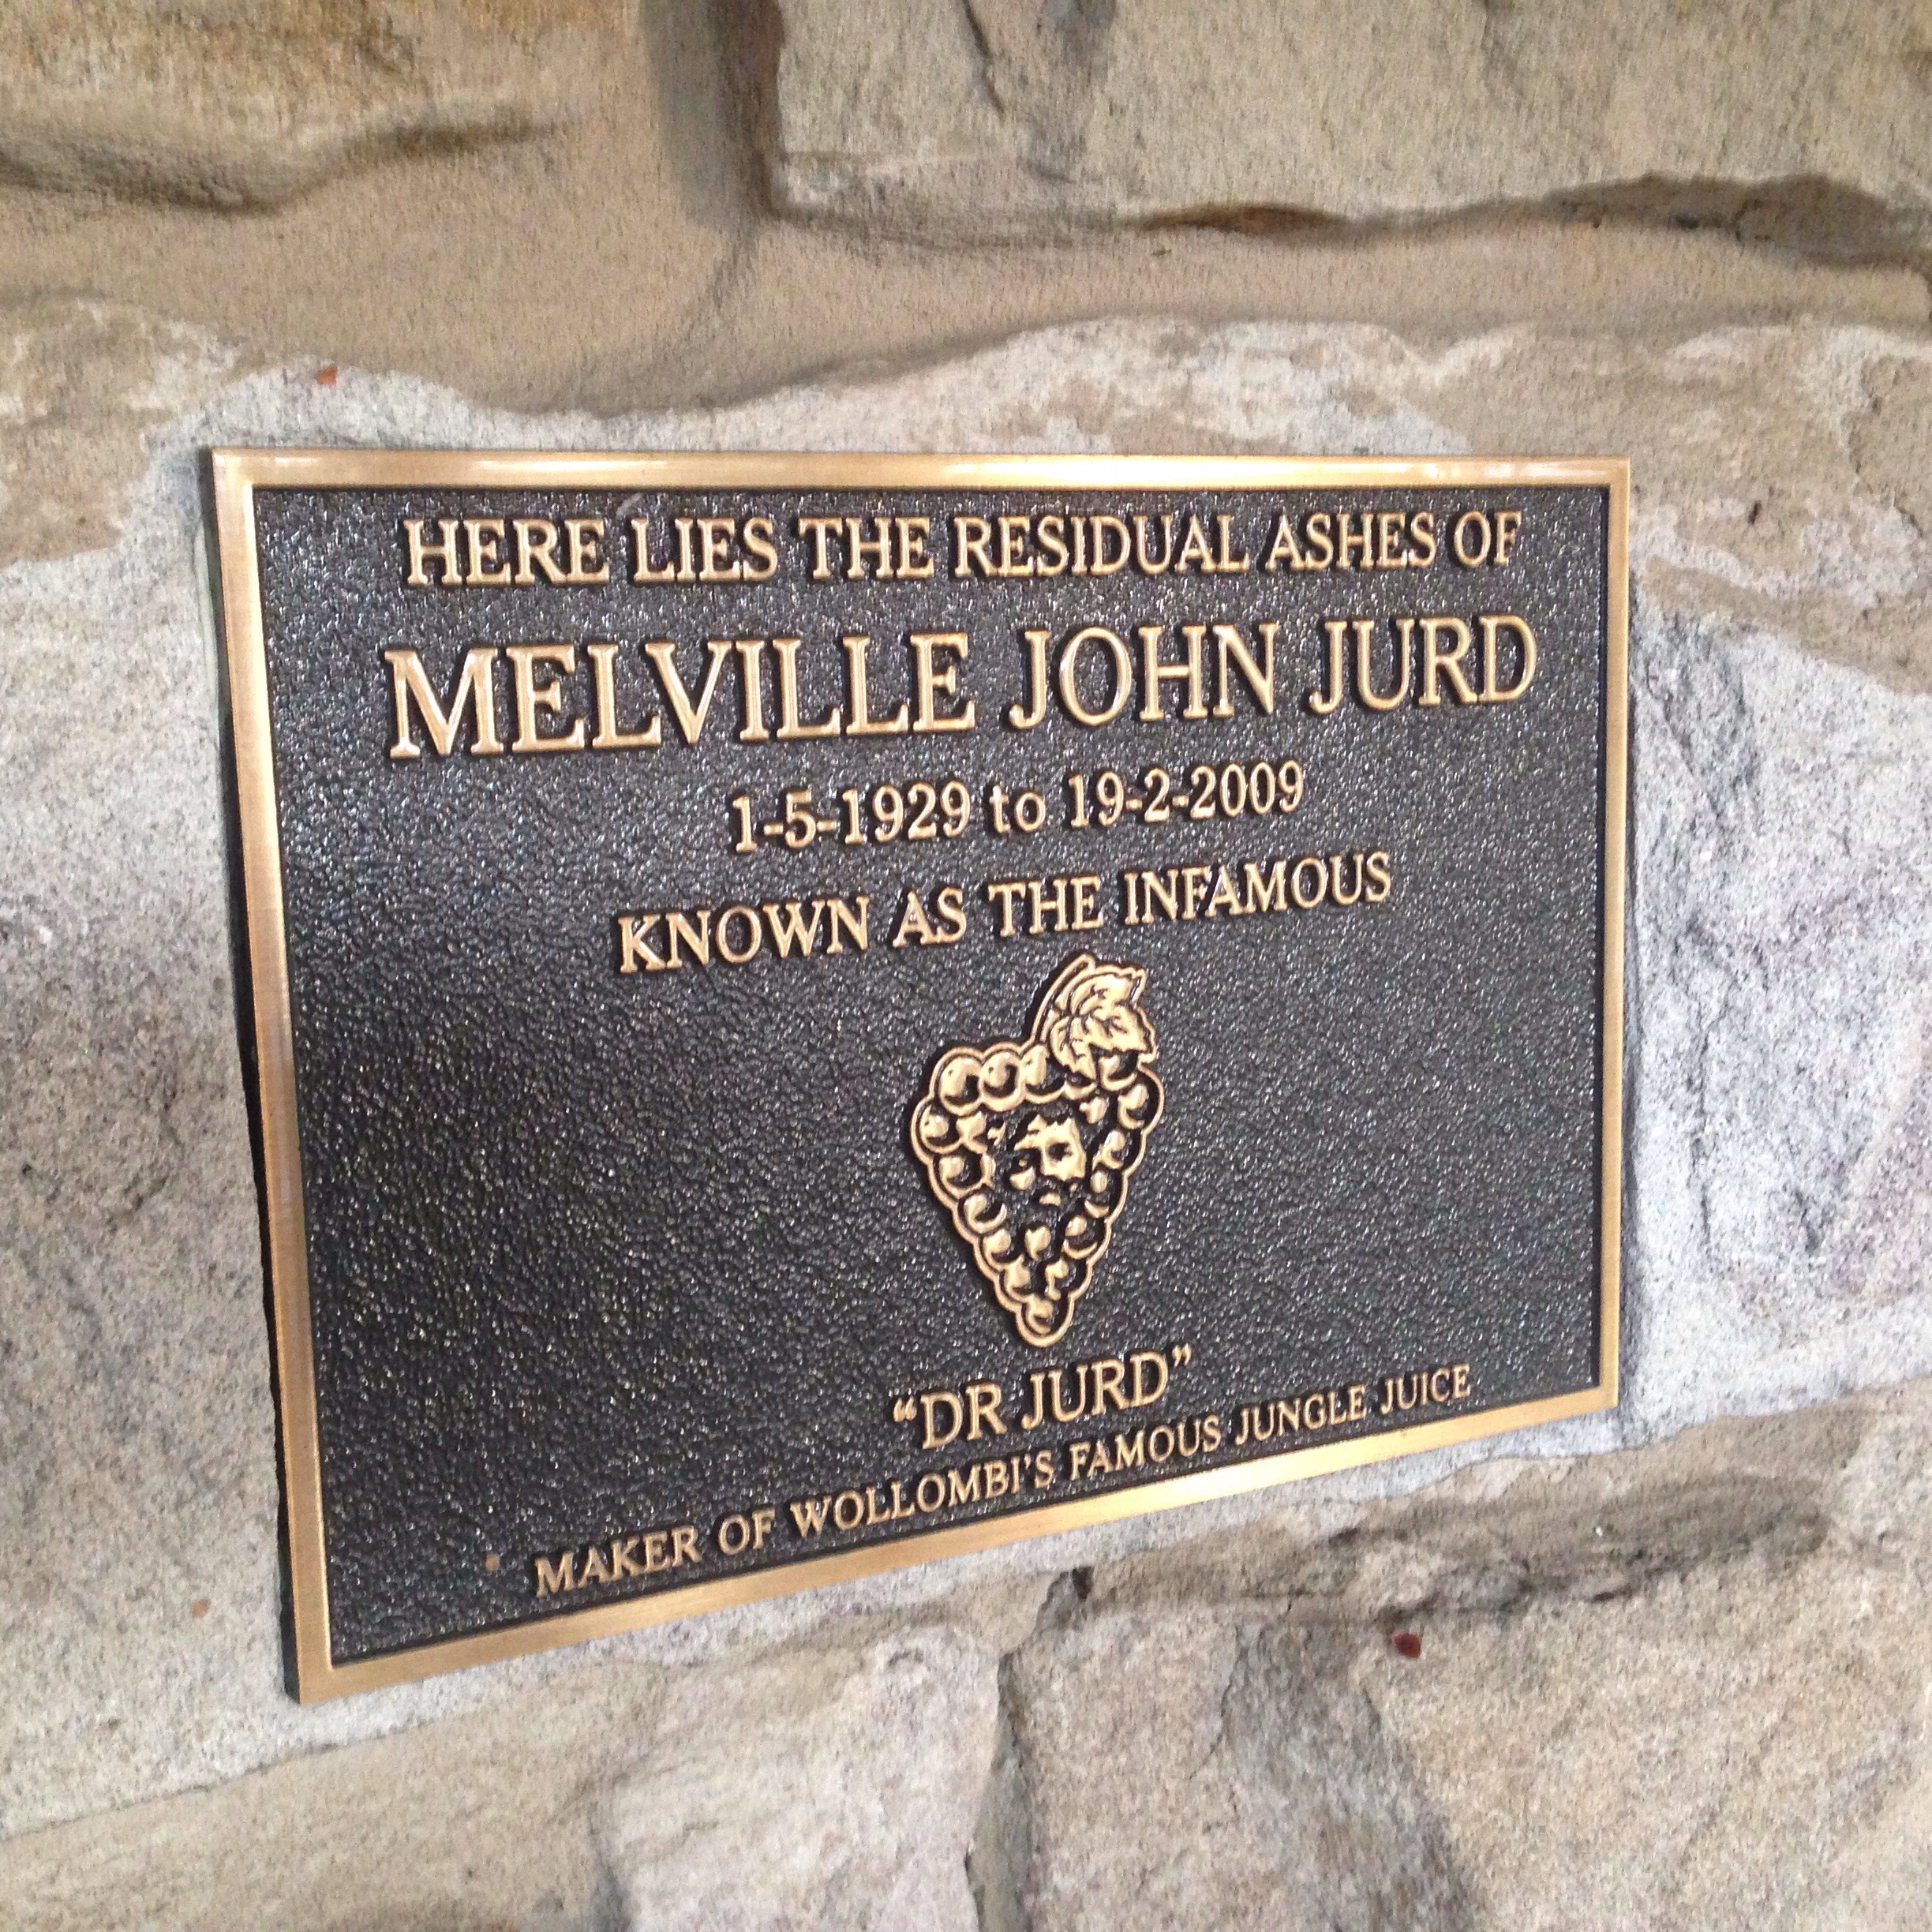 HERE LIES THE RESIDUAL ASHES OF
MELVILLE JOHN JURD
1-5-1929 to 19-2-2009
KNOWN AS THE INFAMOUS
“DR JURD”
MAKER OF WOLLOMBI'S FAMOUS JUNGLE JUICE